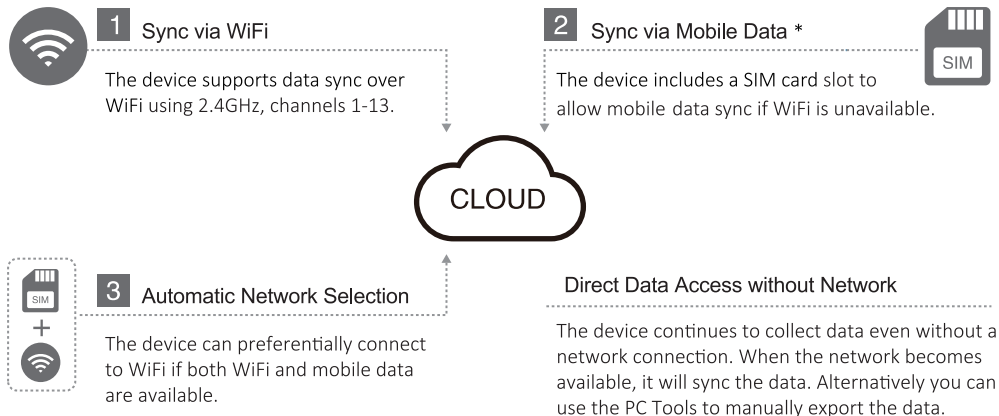 1 Sync via WiFi
The device supports data sync over
WiFi using 2.4GHz, channels 1-13.
2 Sync via Mobile Data *
SIM
The device includes a SIM card slot to
allow mobile data sync if WiFi is unavailable.
CLOUD
SIM
+
3 Automatic Network Selection
The device can preferentially connect
to WiFi if both WiFi and mobile data
are available.
Direct Data Access without Network
The device continues to collect data even without a
network connection. When the network becomes
available, it will sync the data. Alternatively you can
use the PC Tools to manually export the data.